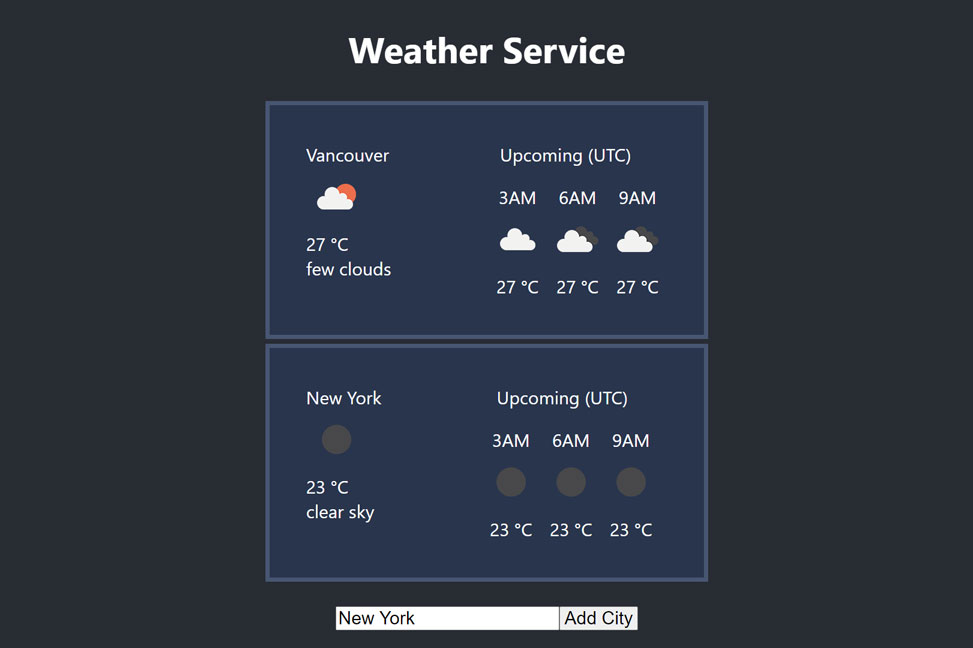 Weather Service
Vancouver
27 °C
few clouds
Upcoming (UTC)
3AM 6AM 9AM
27 °C 27 °C 27 °C
New York
23 °C
clear sky
Upcoming (UTC)
3AM 6AM 9AM
23 °C 23 °C 23 °C
New York Add City